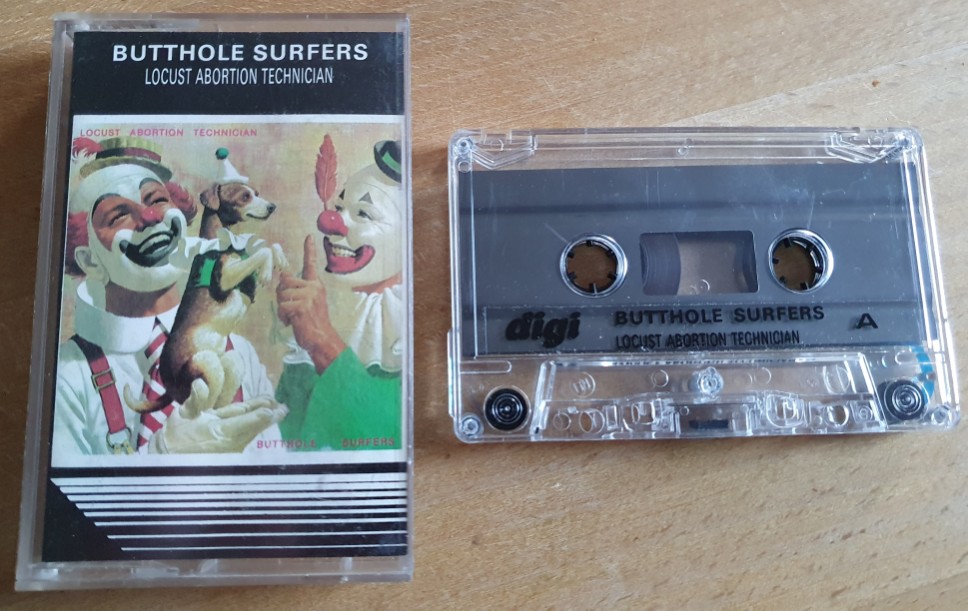 BUTTHOLE SURFERS
LOCUST ABORTION TECHNICIAN
LOCUST ABORTION TECHNICIAN
BUTTHOLE SURFERS
digi
BUTTHOLE SURFERS
A
LOCUST ABORTION TECHNICIAN